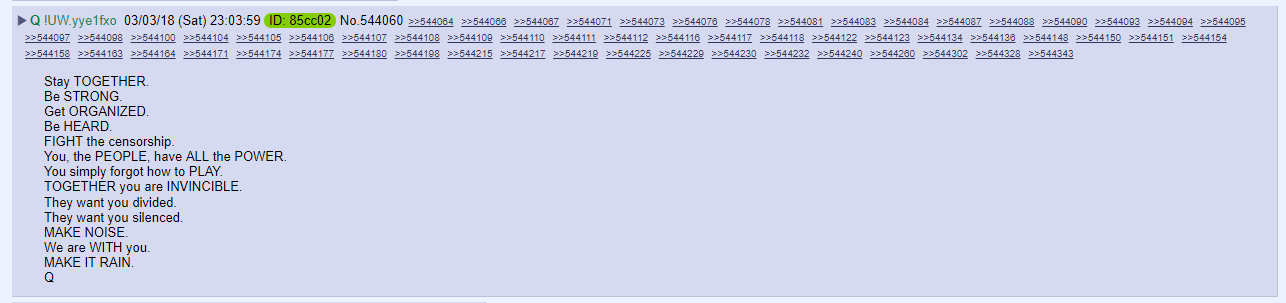 ▶ Q !UW.yye1fxo 03/03/18 (Sat) 23:03:59 ID: 85cc02 No.544060 >>544064 >>544066 >>544067 >>544071 >>544073 >>544076 >>544078 >>544081 >>544083 >>544084 >>544087 >>544088 >>544090 >>544093 >>544094 >>544095
>>544097 >>544098 >>544100 >>544104 >>544105 >>544106 >>544107 >>544108 >>544109 >>544110 >>544111 >>544112 >>544116 >>544117 >>544118 >>544122 >>544123 >>544134 >>544136 >>544148 >>544150 >>544151 >>544154
>>544158 >>544163 >>544164 >>544171 >>544174 >>544177 >>544180 >>544198 >>544215 >>544217 >>544219 >>544225 >>544229 >>544230 >>544232 >>544240 >>544260 >>544302 >>544328 >>544343
Stay TOGETHER.
Be STRONG.
Get ORGANIZED.
Be HEARD.
FIGHT the censorship.
You, the PEOPLE, have ALL the POWER.
You simply forgot how to PLAY.
TOGETHER you are INVINCIBLE.
They want you divided.
They want you silenced.
MAKE NOISE.
We are WITH you.
MAKE IT RAIN.
Q